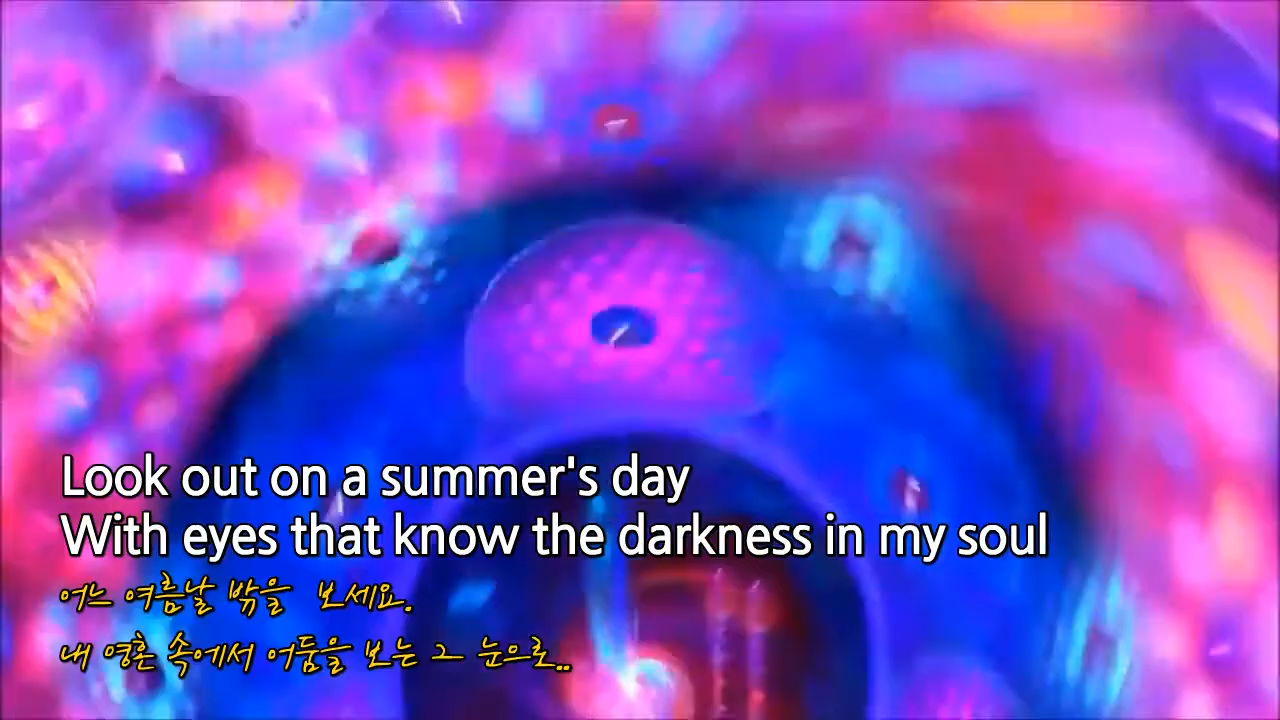 Look out on a summer's day
With eyes that know the darkness in my soul
어느 여름날 밖을 보세요.
내 영혼 속에서 어둠을 보는 그 눈으로..